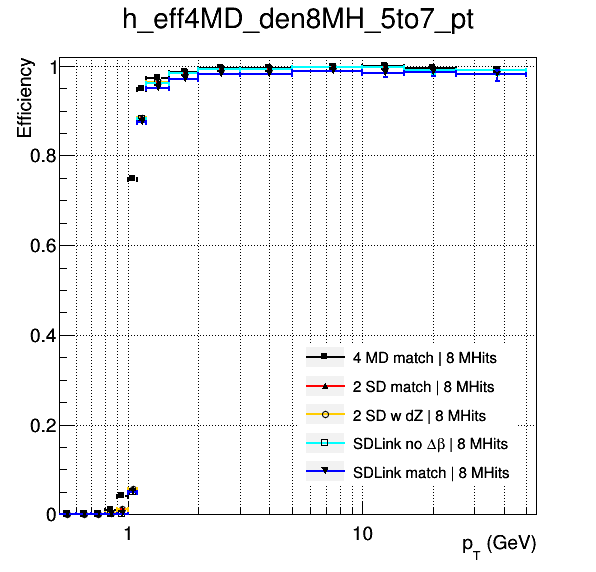 h_eff4MD_den8MH_5to7_pt
Efficiency
1
0.8
0.6
0.4
0.2
0
4 MD match | 8 MHits
2 SD match | 8 MHits
2 SD w dZ | 8 MHits
SDLink no Δβ | 8 MHits
SDLink match | 8 MHits
1 10
p_T (GeV)